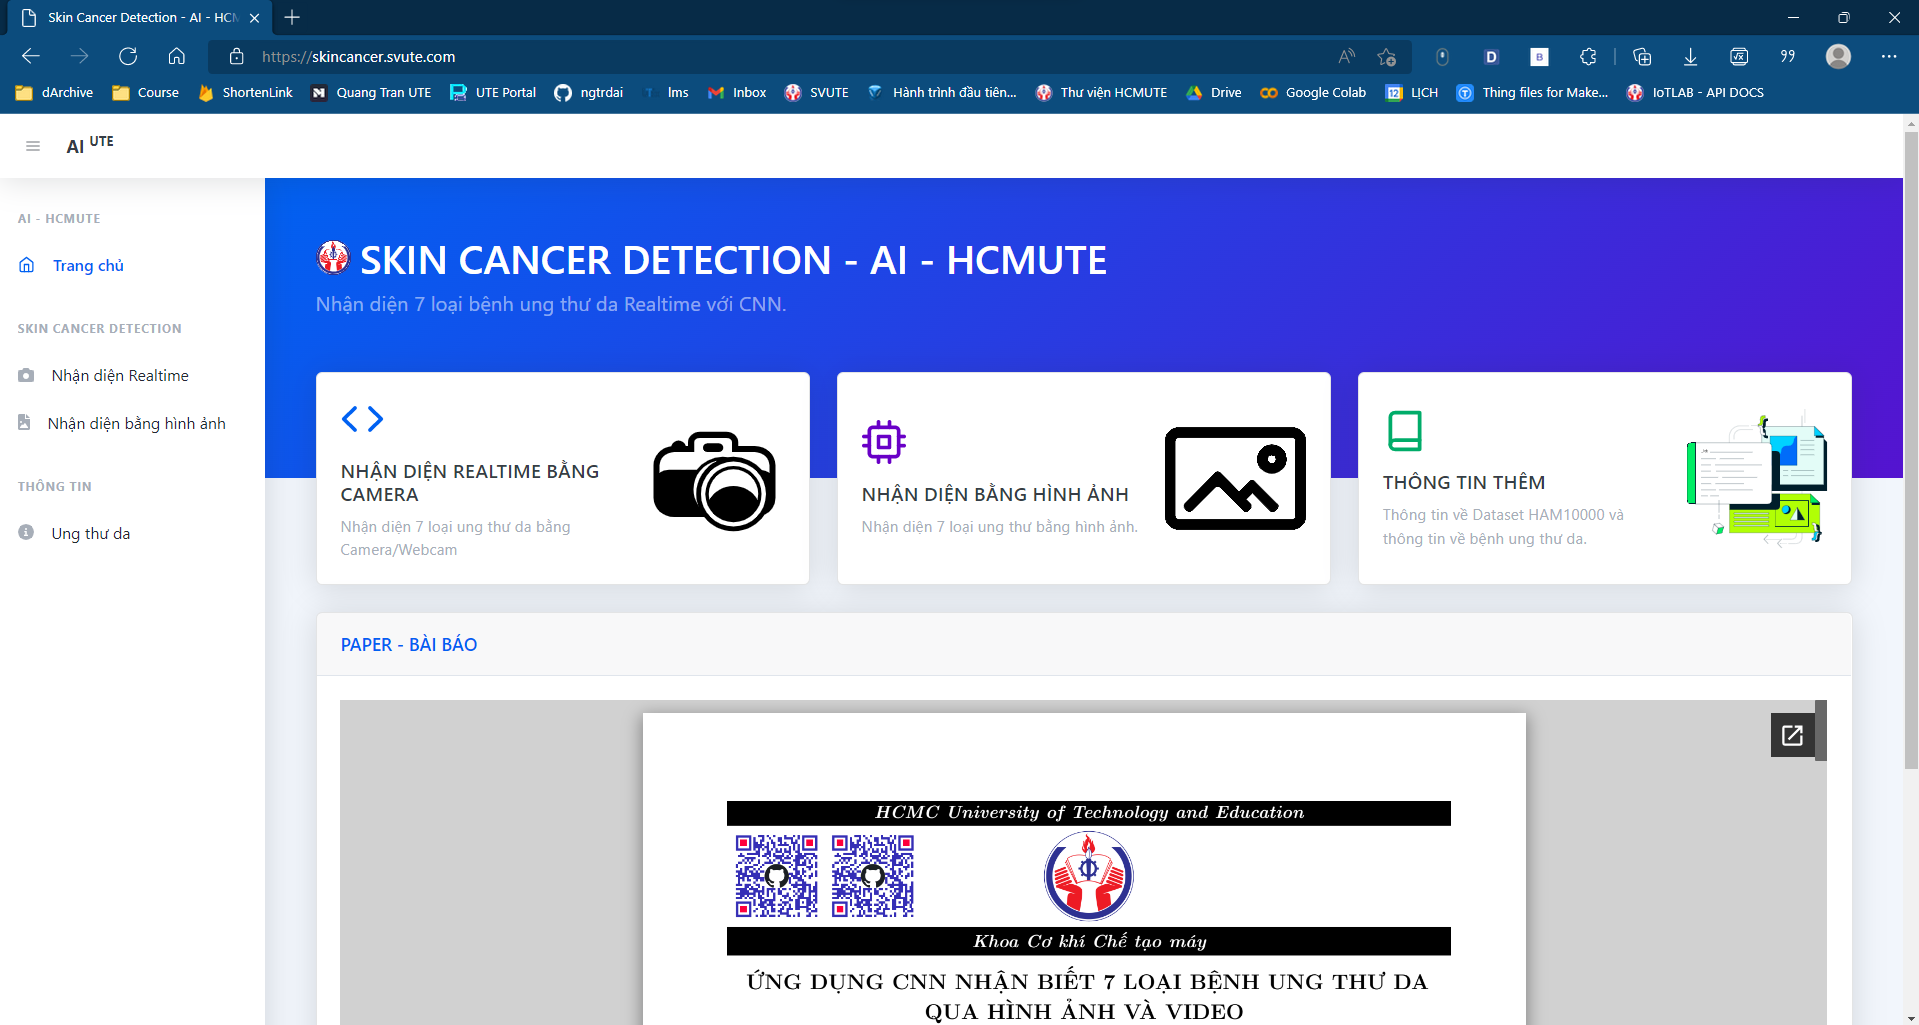 Skin Cancer Detection - AI - HCM
https://skincancer.svute.com
dArchive Course ShortenLink Quang Tran UTE UTE Portal ngtrdai lms Inbox SVUTE Hành trình đầu tiên... Thư viện HCMUTE Drive Google Colab LỊCH Thing files for Make... IoTLAB - API DOCS
AI UTE
AI - HCMUTE
Trang chủ
SKIN CANCER DETECTION
Nhận diện Realtime
Nhận diện bằng hình ảnh
THÔNG TIN
Ung thư da
SKIN CANCER DETECTION - AI - HCMUTE
Nhận diện 7 loại bệnh ung thư da Realtime với CNN.
NHẬN DIỆN REALTIME BẰNG
CAMERA
Nhận diện 7 loại ung thư da bằng
Camera/Webcam
NHẬN DIỆN BẰNG HÌNH ẢNH
Nhận diện 7 loại ung thư bằng hình ảnh.
THÔNG TIN THÊM
Thông tin về Dataset HAM10000 và
thông tin về bệnh ung thư da.
PAPER - BÀI BÁO
HCMC University of Technology and Education
Khoa Cơ khí Chế tạo máy
ỨNG DỤNG CNN NHẬN BIẾT 7 LOẠI BỆNH UNG THƯ DA
QUA HÌNH ẢNH VÀ VIDEO